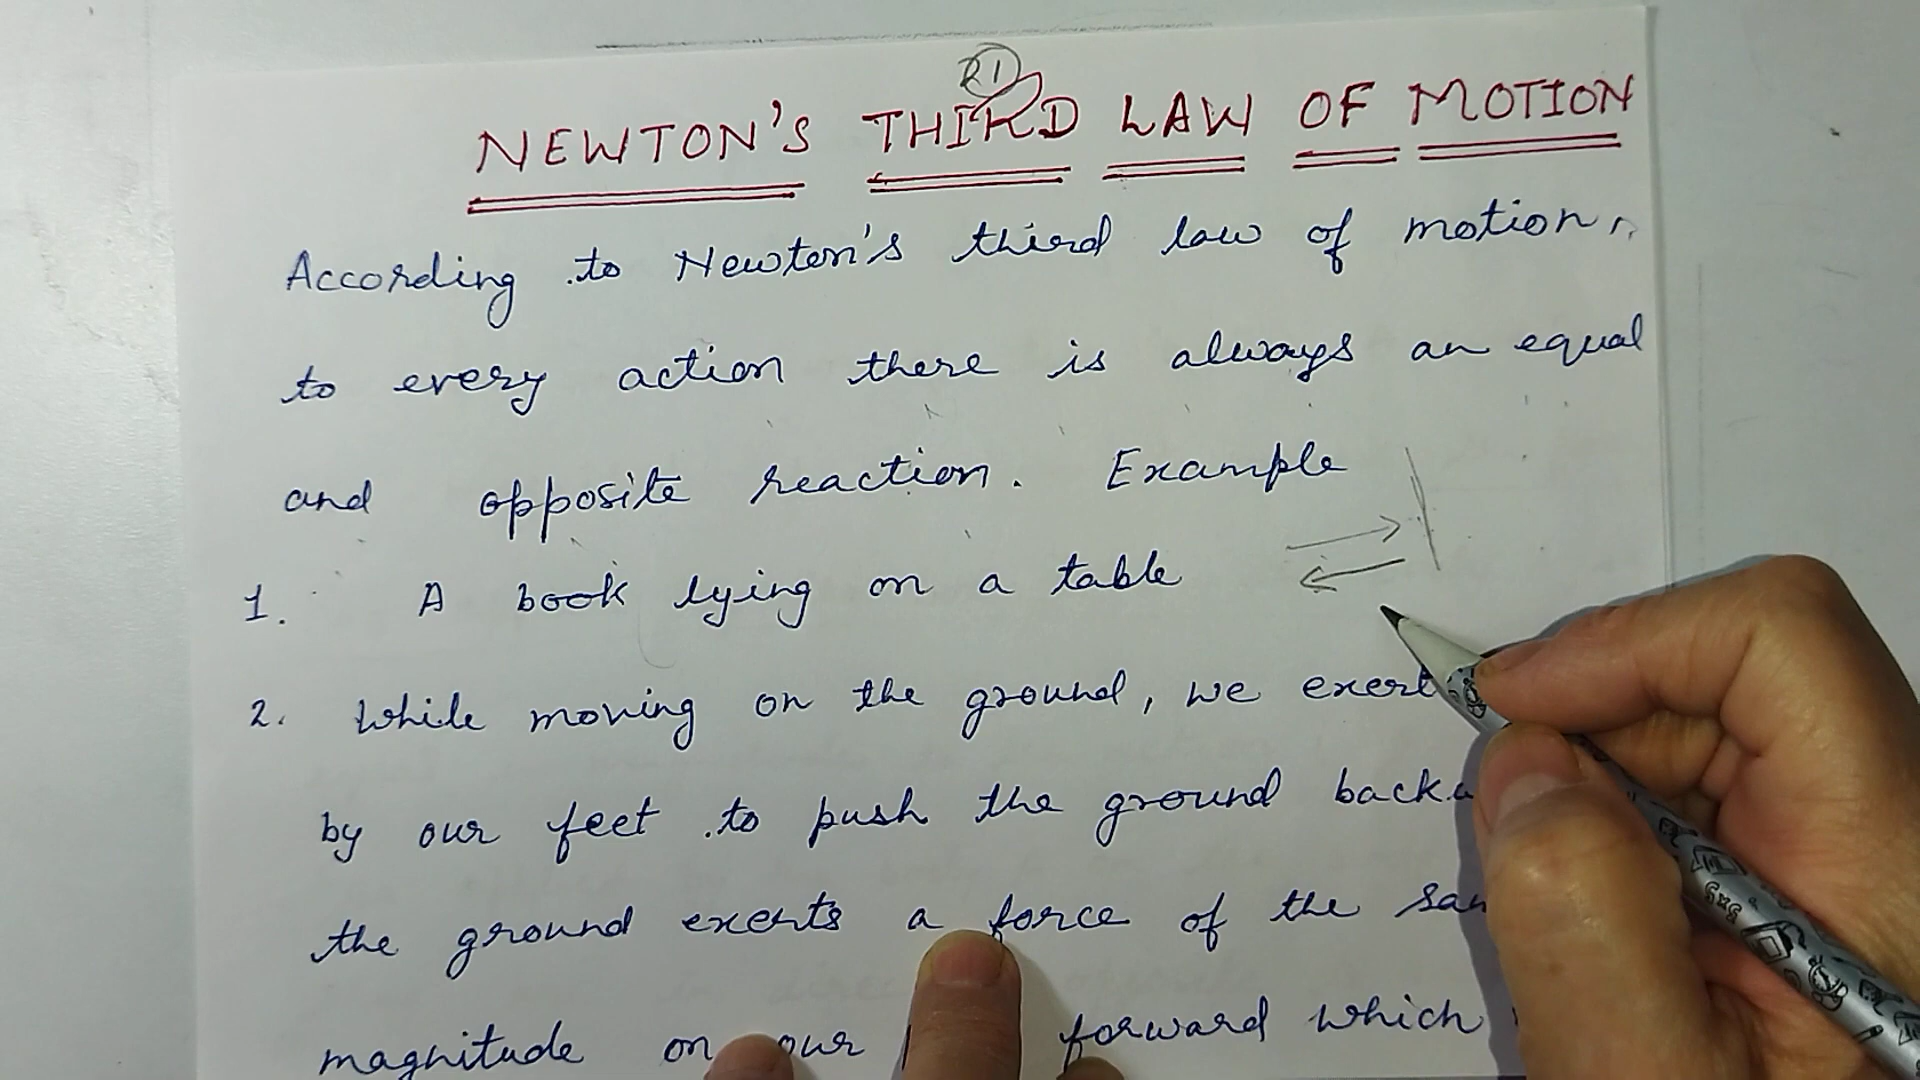 R1
NEWTON'S THIRD LAW OF MOTION
According to Newton's third law of motion,
to every action there is always an equal
and opposite reaction. Example
1. A book lying on a table
2. While moving on the ground, we exert
by our feet to push the ground
the ground exerts a force of the
magnitude on our forward which